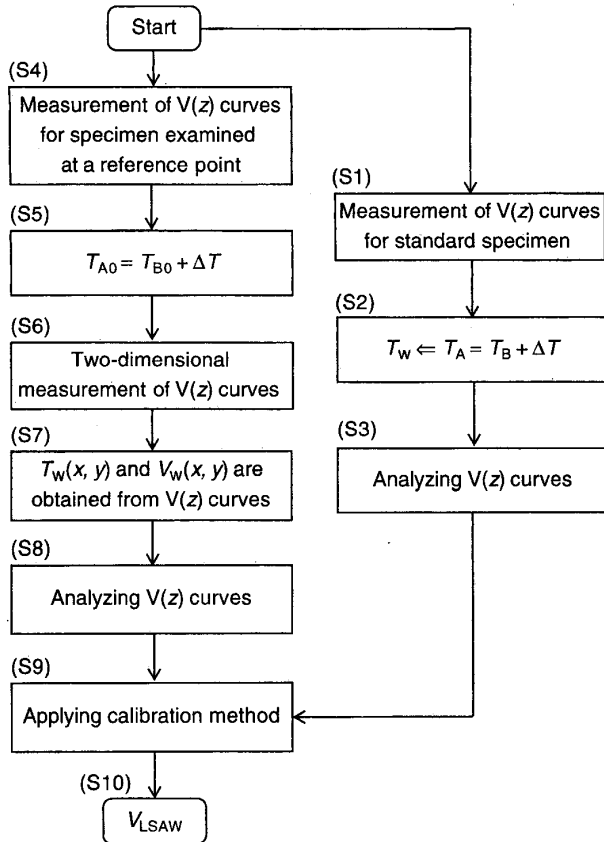 Start
(S4)
Measurement of V(z) curves
for specimen examined
at a reference point
(S1)
Measurement of V(z) curves
for standard specimen
(S5)
T_A0 = T_B0 + ΔT
(S2)
T_W ⇐ T_A = T_B + ΔT
(S6)
Two-dimensional
measurement of V(z) curves
(S3)
Analyzing V(z) curves
(S7)
T_W(x, y) and V_W(x, y) are
obtained from V(z) curves
(S8)
Analyzing V(z) curves
(S9)
Applying calibration method
(S10)
V_LSAW